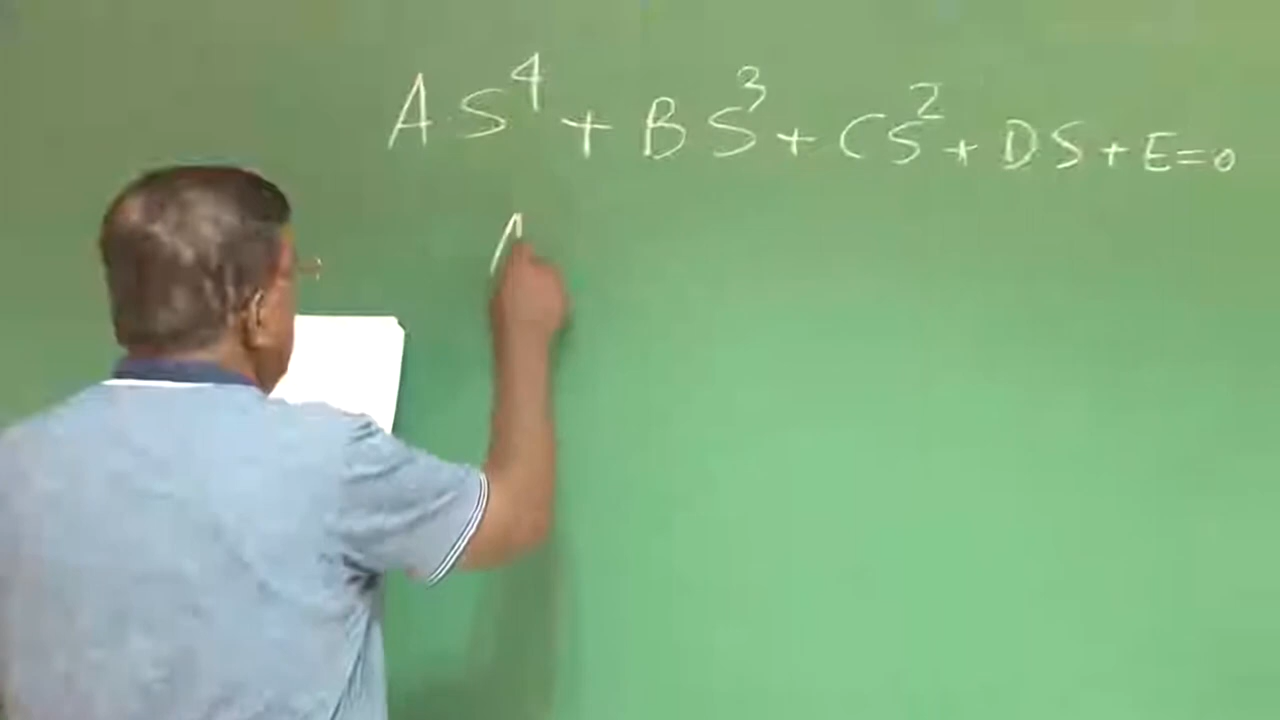 AS⁴ + BS³ + CS² + DS + E = 0